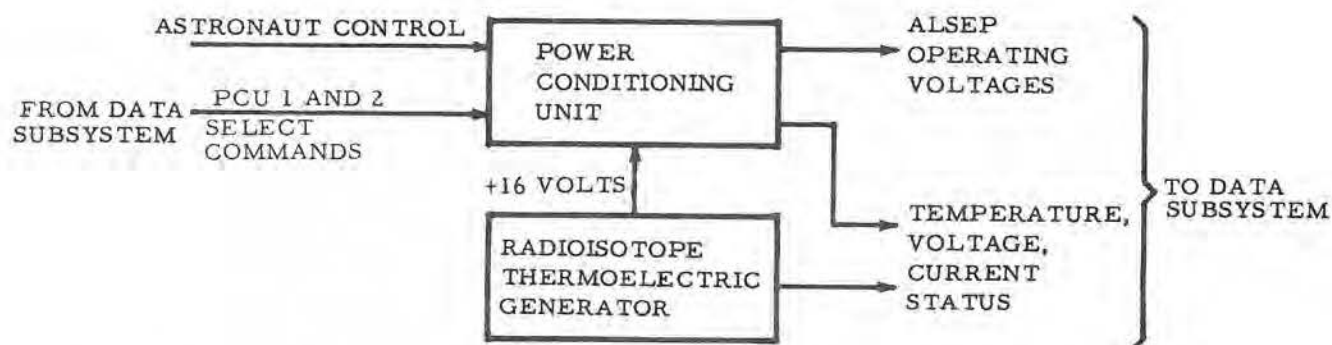 ASTRONAUT CONTROL
FROM DATA
SUBSYSTEM
PCU 1 AND 2
SELECT
COMMANDS
POWER
CONDITIONING
UNIT
ALSEP
OPERATING
VOLTAGES
+16 VOLTS
RADIOISOTOPE
THERMOELECTRIC
GENERATOR
TEMPERATURE,
VOLTAGE,
CURRENT
STATUS
TO DATA
SUBSYSTEM